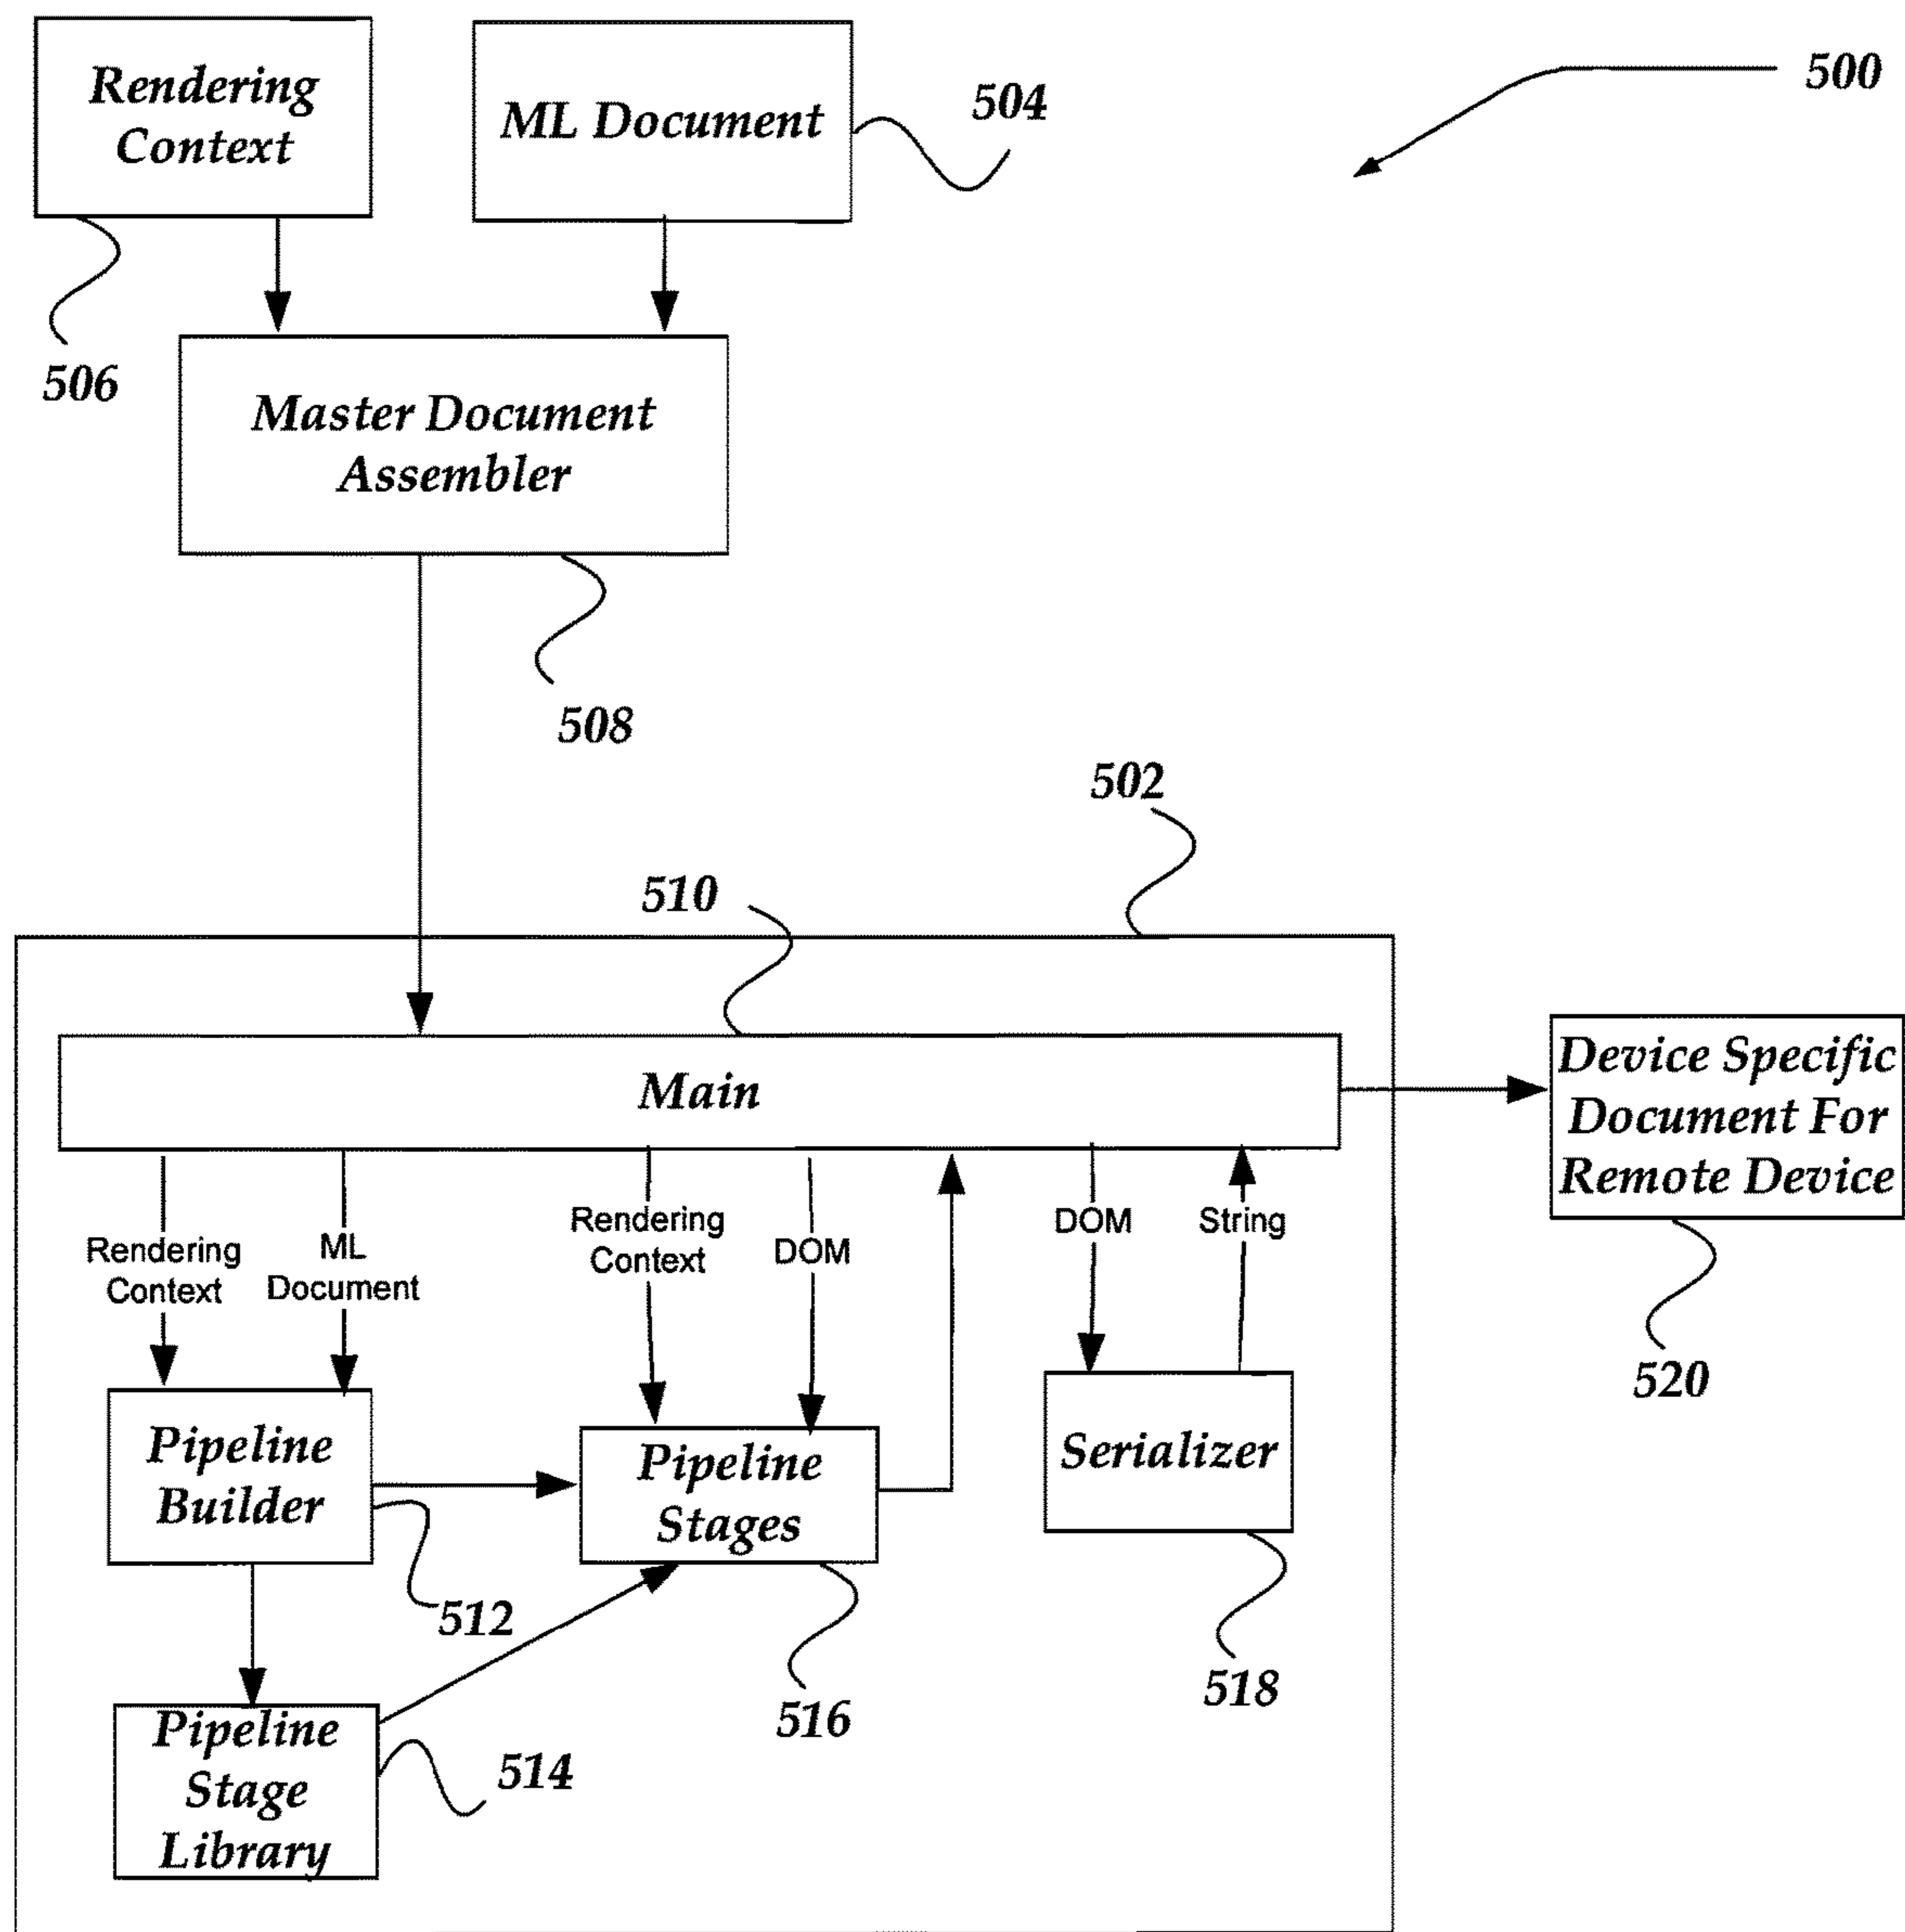 Rendering
Context
ML Document
504
500
506
Master Document
Assembler
508
502
510
Main
Device Specific
Document For
Remote Device
Rendering
Context
ML
Document
Rendering
Context
DOM
DOM
String
520
Pipeline
Builder
Pipeline
Stages
Serializer
512
516
518
Pipeline
Stage
Library
514